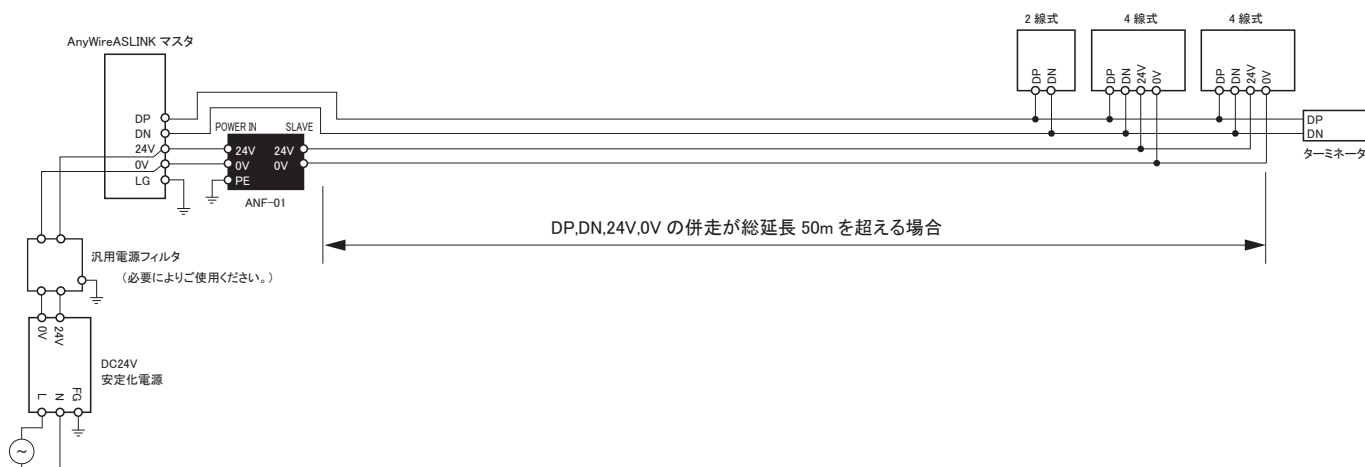 AnyWireASLINK マスタ
DP
DN
24V
0V
LG
POWER IN SLAVE
24V 24V
0V 0V
PE
ANF-01
2 線式
DP
DN
4 線式
DP
DN
24V
0V
4 線式
DP
DN
24V
0V
DP
DN
ターミネータ
DP,DN,24V,0V の併走が総延長 50m を超える場合
汎用電源フィルタ
（必要によりご使用ください。）
0V
24V
DC24V
安定化電源
L
N
FG
~